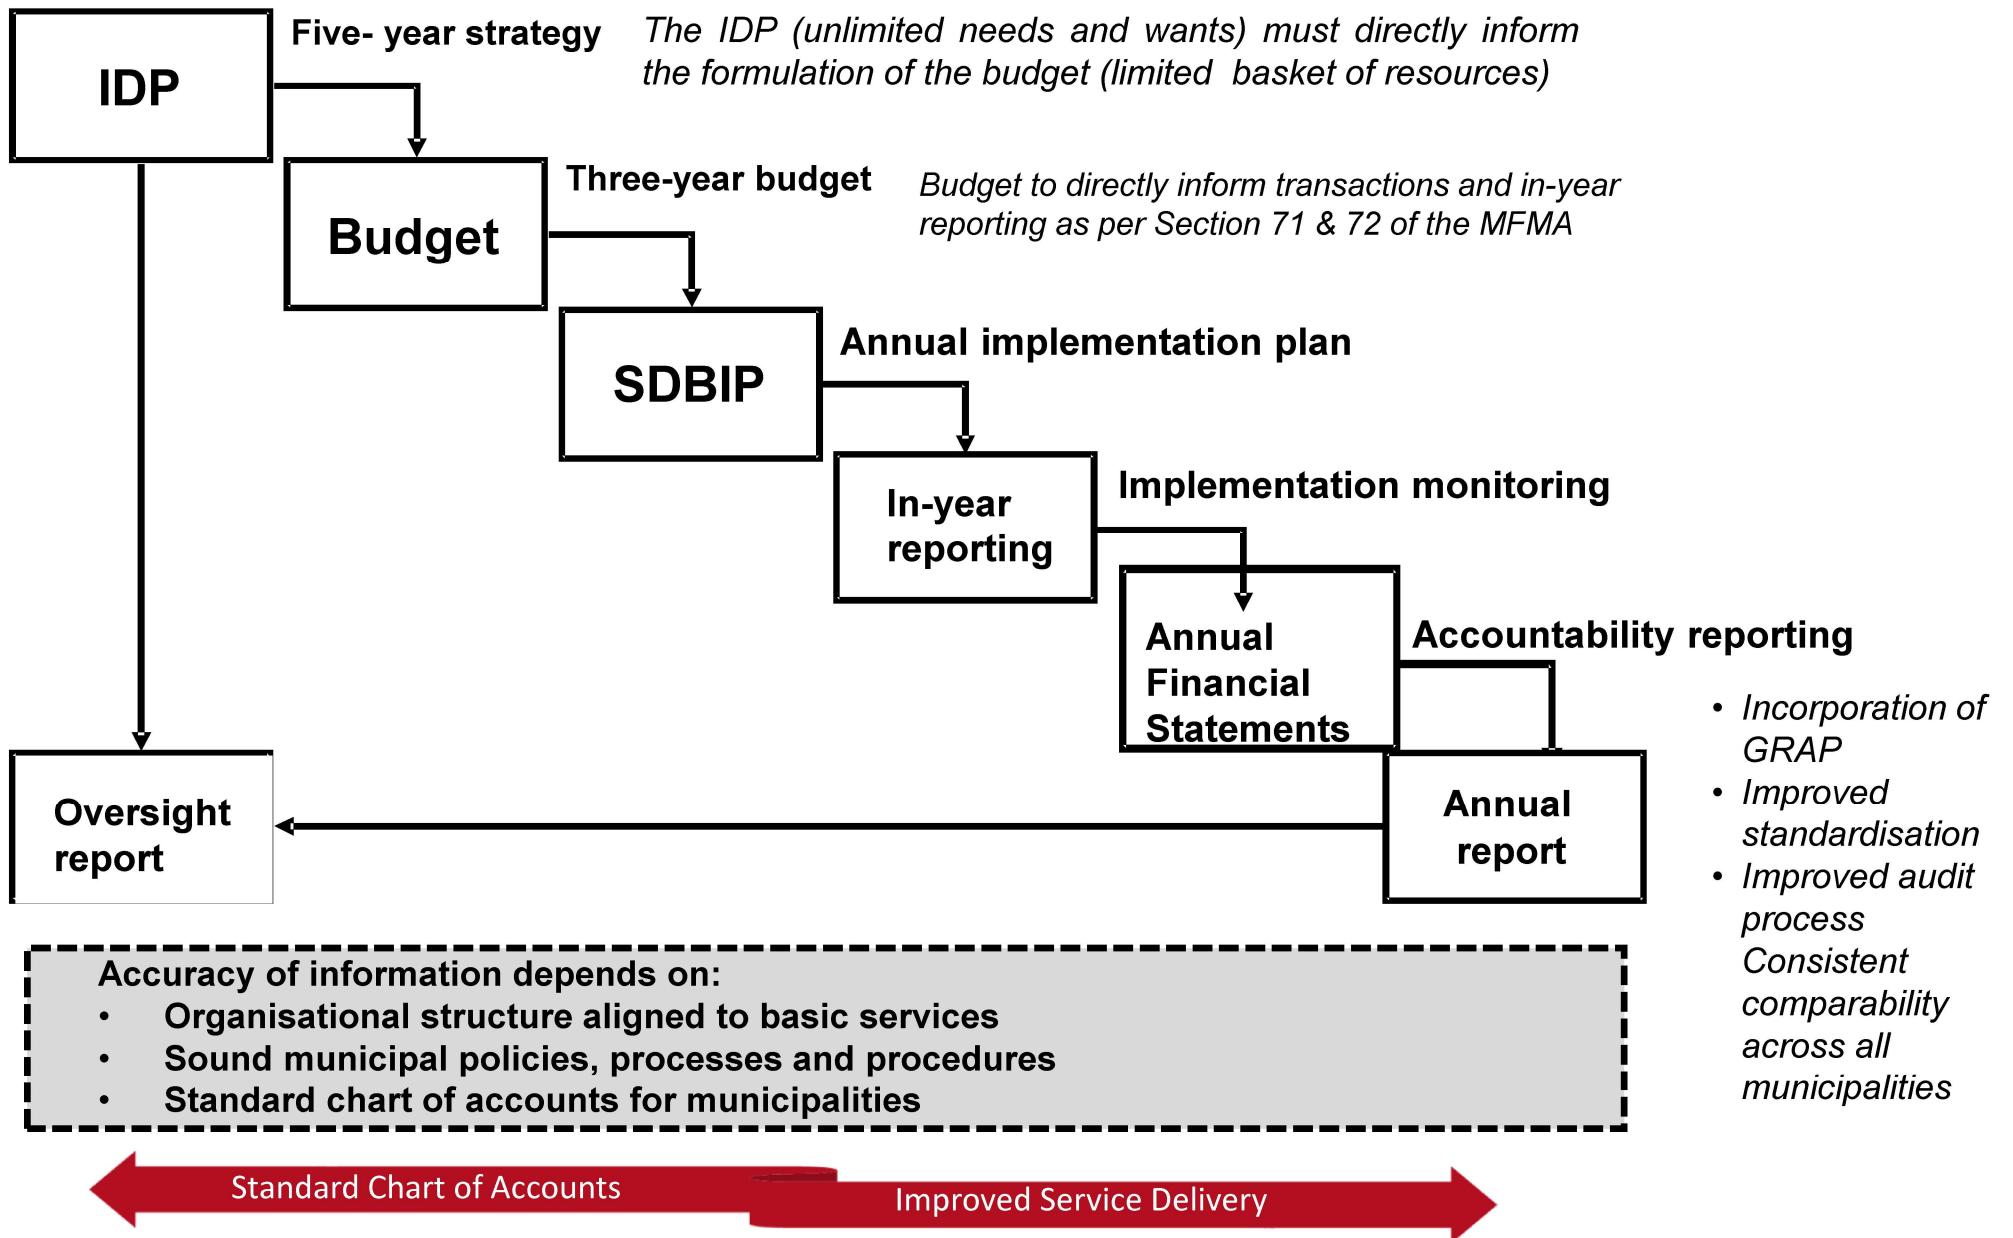 IDP
Five- year strategy
The IDP (unlimited needs and wants) must directly inform
the formulation of the budget (limited basket of resources)
Budget
Three-year budget
Budget to directly inform transactions and in-year
reporting as per Section 71 & 72 of the MFMA
SDBIP
Annual implementation plan
In-year
reporting
Implementation monitoring
Annual
Financial
Statements
Accountability reporting
• Incorporation of
GRAP
• Improved
standardisation
• Improved audit
process
Consistent
comparability
across all
municipalities
Annual
report
Oversight
report
Accuracy of information depends on:
• Organisational structure aligned to basic services
• Sound municipal policies, processes and procedures
• Standard chart of accounts for municipalities
Standard Chart of Accounts
Improved Service Delivery